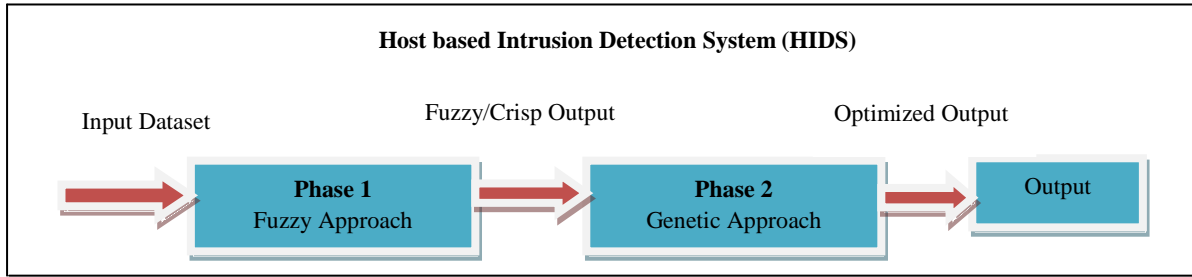 Host based Intrusion Detection System (HIDS)
Input Dataset
Fuzzy/Crisp Output
Optimized Output
Phase 1
Fuzzy Approach
Phase 2
Genetic Approach
Output